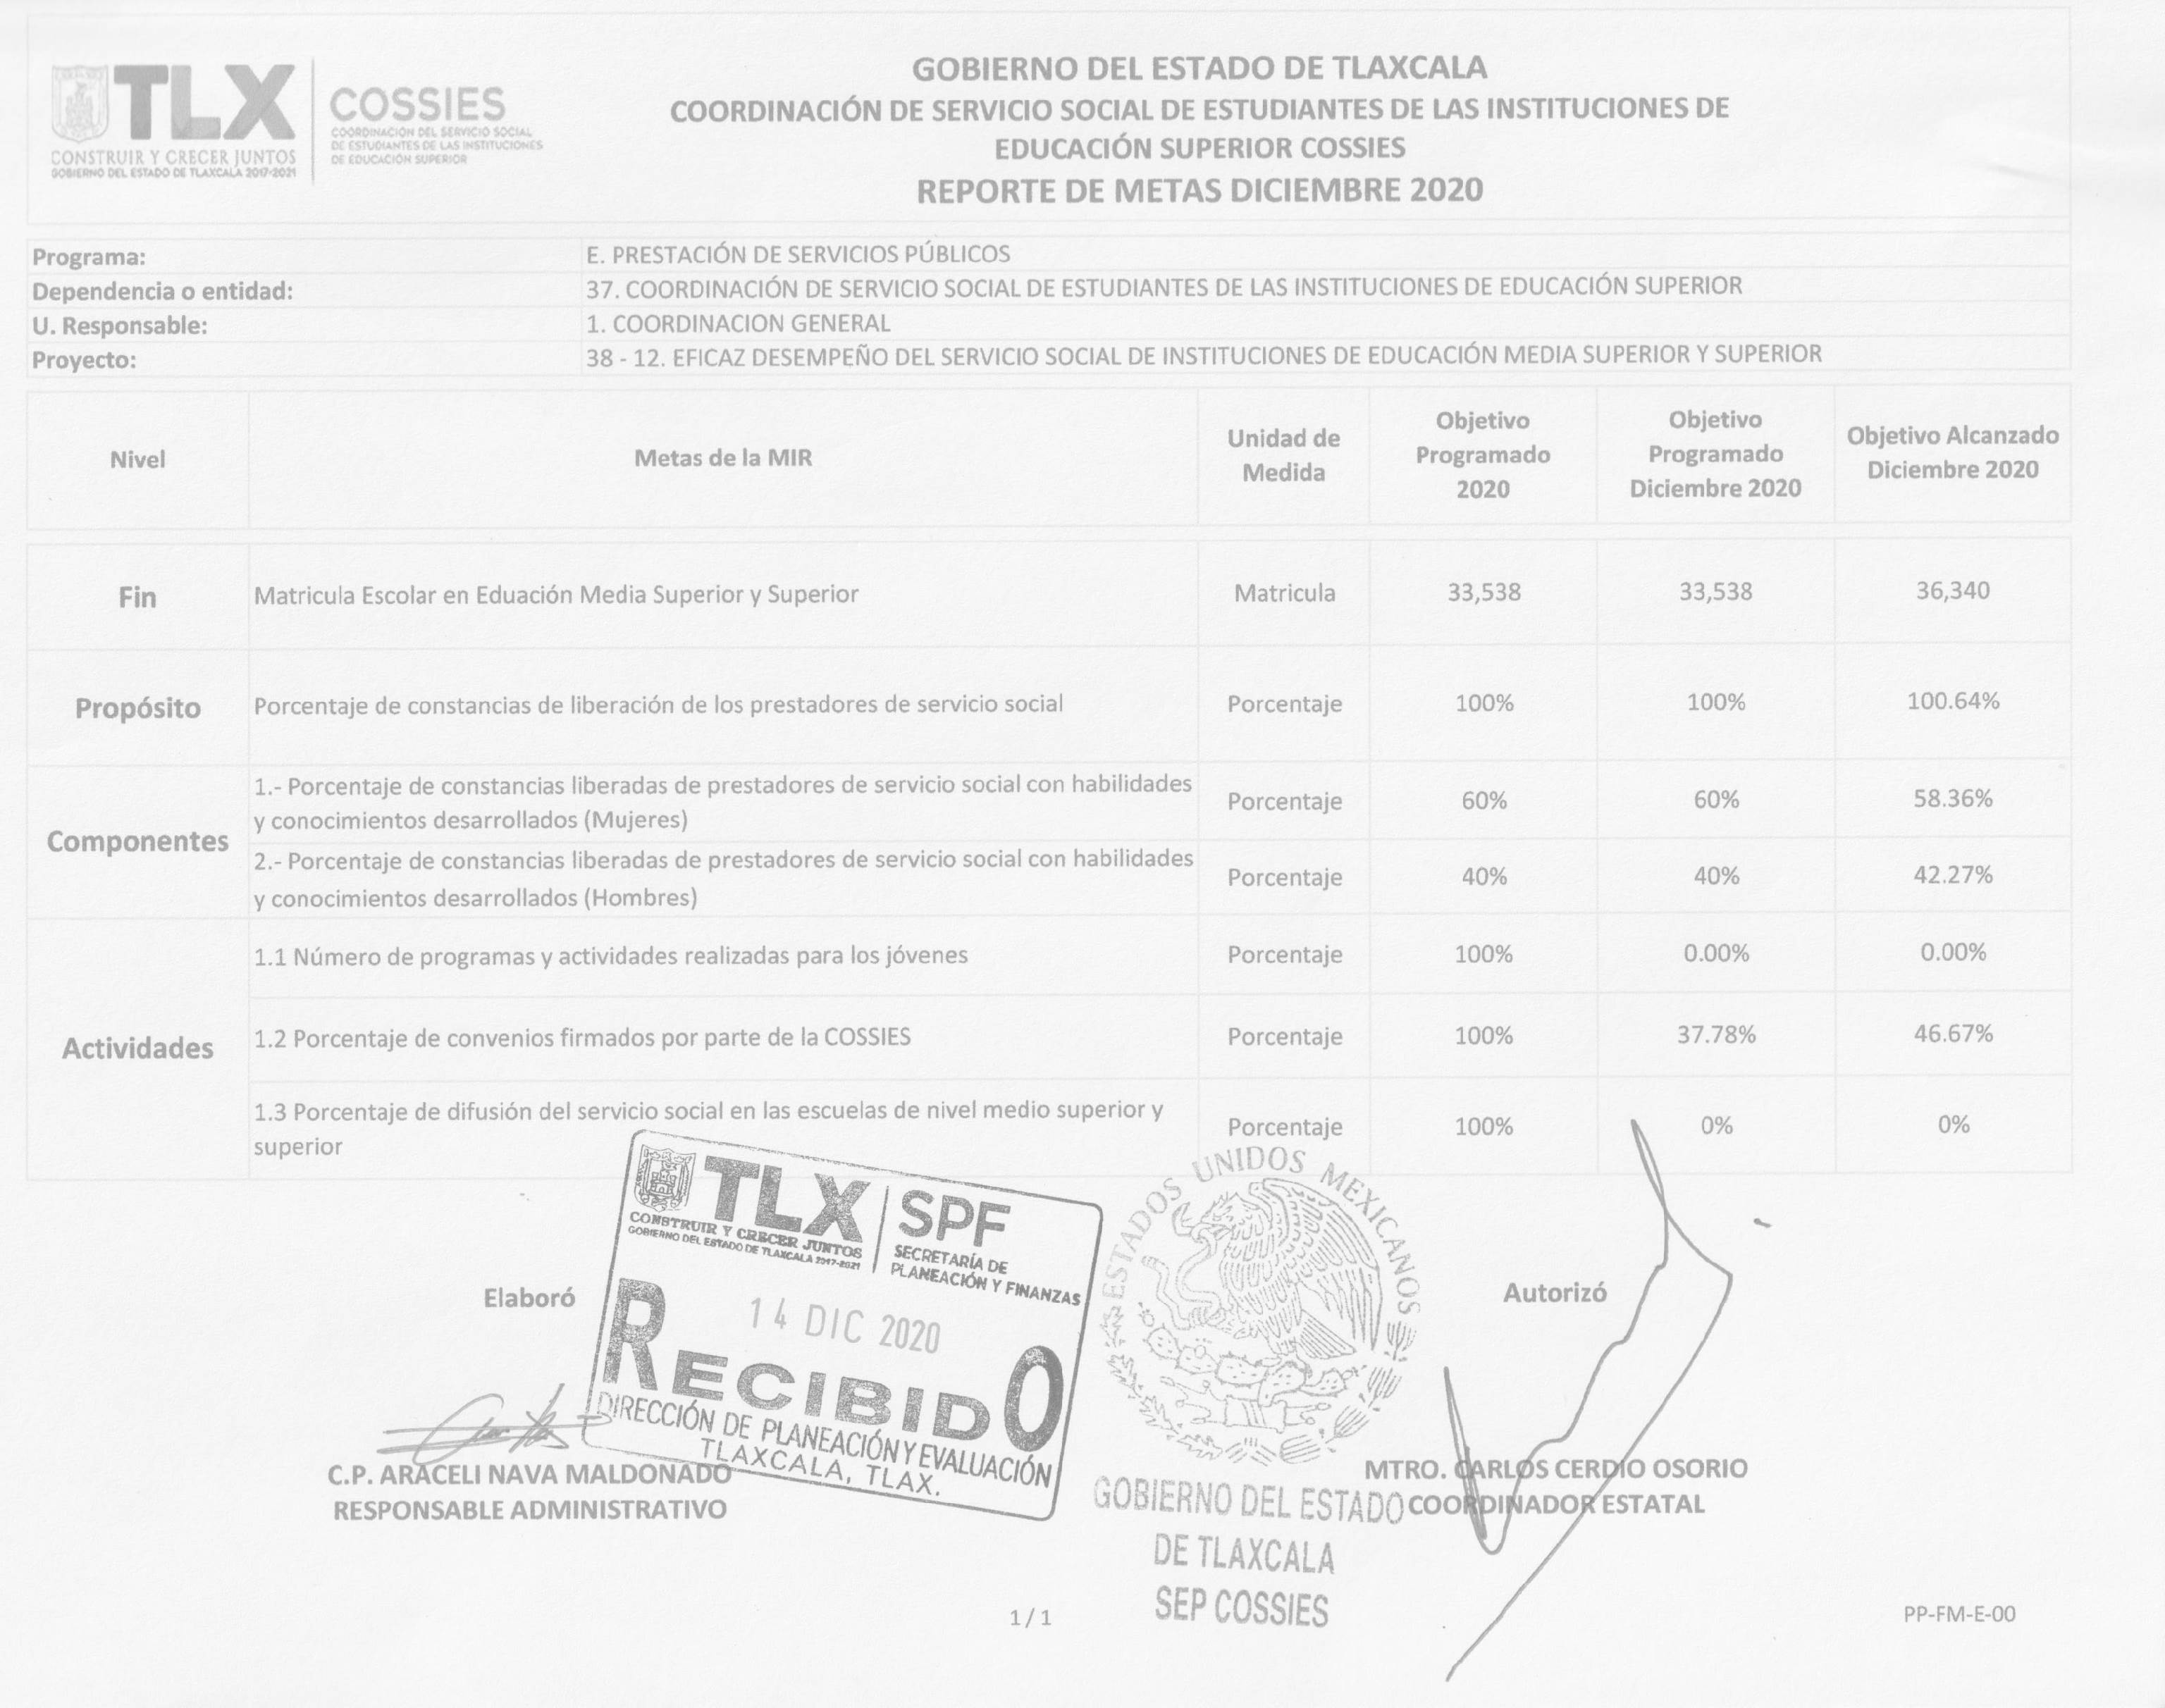 TLX
CONSTRUIR Y CRECER JUNTOS
GOBIERNO DEL ESTADO DE TLAXCALA 2017-2021
COSSIES
COORDINACIÓN DEL SERVICIO SOCIAL
DE ESTUDIANTES DE LAS INSTITUCIONES
DE EDUCACIÓN SUPERIOR
GOBIERNO DEL ESTADO DE TLAXCALA
COORDINACIÓN DE SERVICIO SOCIAL DE ESTUDIANTES DE LAS INSTITUCIONES DE
EDUCACIÓN SUPERIOR COSSIES
REPORTE DE METAS DICIEMBRE 2020
Programa: E. PRESTACIÓN DE SERVICIOS PÚBLICOS
Dependencia o entidad: 37. COORDINACIÓN DE SERVICIO SOCIAL DE ESTUDIANTES DE LAS INSTITUCIONES DE EDUCACIÓN SUPERIOR
U. Responsable: 1. COORDINACION GENERAL
Proyecto: 38 - 12. EFICAZ DESEMPEÑO DEL SERVICIO SOCIAL DE INSTITUCIONES DE EDUCACIÓN MEDIA SUPERIOR Y SUPERIOR
Nivel
Metas de la MIR
Unidad de
Medida
Objetivo
Programado
2020
Objetivo
Programado
Diciembre 2020
Objetivo Alcanzado
Diciembre 2020
Fin
Matricula Escolar en Eduación Media Superior y Superior
Matricula
33,538
33,538
36,340
Propósito
Porcentaje de constancias de liberación de los prestadores de servicio social
Porcentaje
100%
100%
100.64%
Componentes
1.- Porcentaje de constancias liberadas de prestadores de servicio social con habilidades
y conocimientos desarrollados (Mujeres)
Porcentaje
60%
60%
58.36%
2.- Porcentaje de constancias liberadas de prestadores de servicio social con habilidades
y conocimientos desarrollados (Hombres)
Porcentaje
40%
40%
42.27%
Actividades
1.1 Número de programas y actividades realizadas para los jóvenes
Porcentaje
100%
0.00%
0.00%
1.2 Porcentaje de convenios firmados por parte de la COSSIES
Porcentaje
100%
37.78%
46.67%
1.3 Porcentaje de difusión del servicio social en las escuelas de nivel medio superior y
superior
Porcentaje
100%
0%
0%
Elaboró
C.P. ARACELI NAVA MALDONADO
RESPONSABLE ADMINISTRATIVO
TLX
CONSTRUIR Y CRECER JUNTOS
GOBIERNO DEL ESTADO DE TLAXCALA 2017-2021
SPF
SECRETARÍA DE
PLANEACIÓN Y FINANZAS
14 DIC 2020
RECIBIDO
DIRECCIÓN DE PLANEACIÓN Y EVALUACIÓN
TLAXCALA, TLAX.
ESTADOS UNIDOS MEXICANOS
GOBIERNO DEL ESTADO
DE TLAXCALA
SEP COSSIES
Autorizó
MTRO. CARLOS CERDIO OSORIO
COORDINADOR ESTATAL
1 / 1
PP-FM-E-00